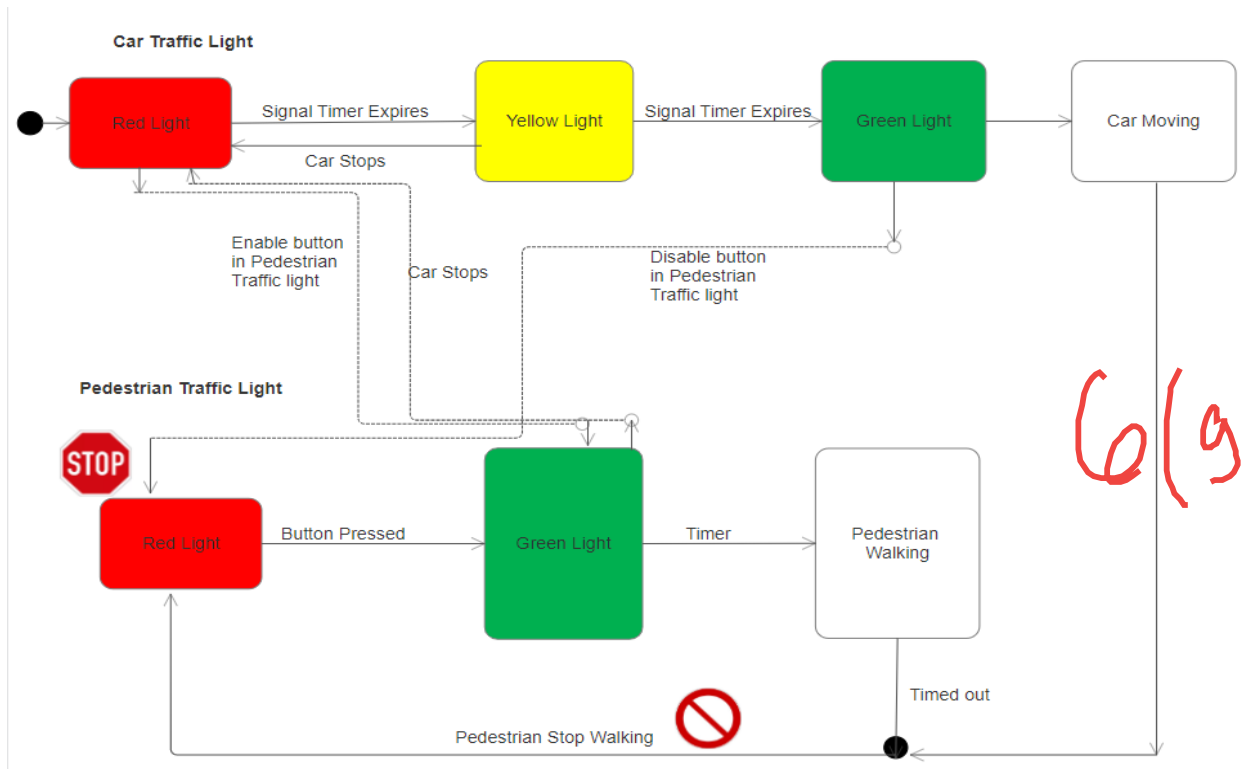 Car Traffic Light
Red Light
Signal Timer Expires
Yellow Light
Signal Timer Expires
Green Light
Car Moving
Car Stops
Enable button
in Pedestrian
Traffic light
Car Stops
Disable button
in Pedestrian
Traffic light
Pedestrian Traffic Light
6/9
STOP
Red Light
Button Pressed
Green Light
Timer
Pedestrian
Walking
Timed out
Pedestrian Stop Walking